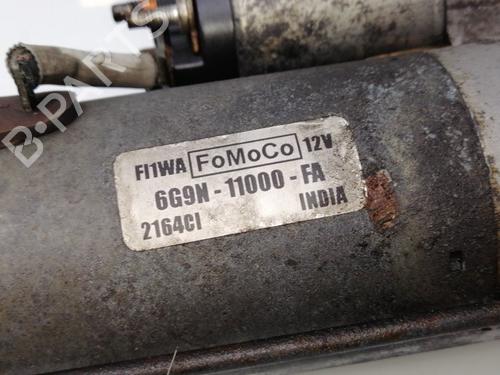 B-PARTS
FI1WA FoMoCo 12V
6G9N - 11000 - FA
2164CI INDIA